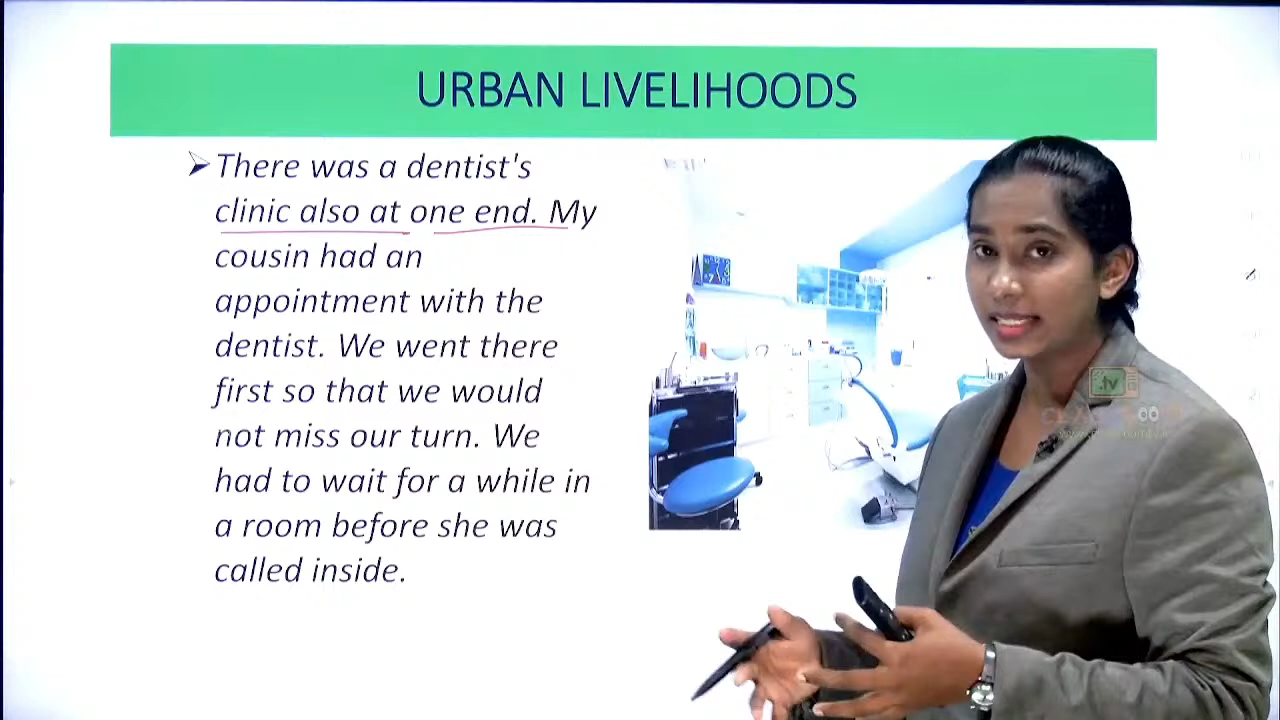 URBAN LIVELIHOODS
There was a dentist's
clinic also at one end. My
cousin had an
appointment with the
dentist. We went there
first so that we would
not miss our turn. We
had to wait for a while in
a room before she was
called inside.
.tv